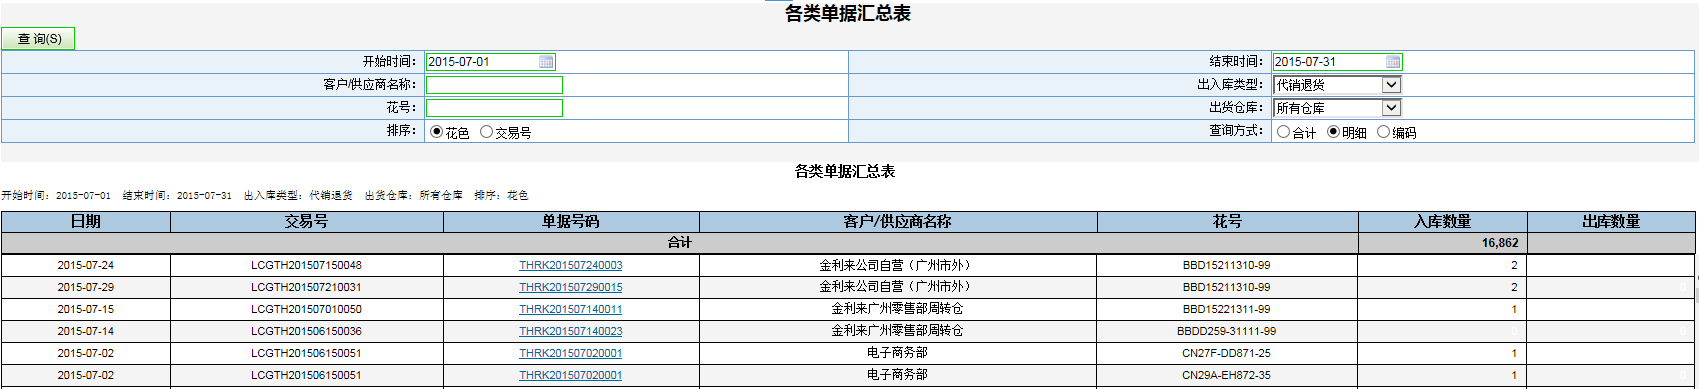 各类单据汇总表
查 询(S)
开始时间： 2015-07-01 结束时间： 2015-07-31
客户/供应商名称： 出入库类型： 代销退货
花号： 出货仓库： 所有仓库
排序： 花色 交易号 查询方式： 合计 明细 编码
各类单据汇总表
开始时间：2015-07-01 结束时间：2015-07-31 出入库类型：代销退货 出货仓库：所有仓库 排序：花色
日期 交易号 单据号码 客户/供应商名称 花号 入库数量 出库数量
合计 16,862
2015-07-24 LCGTH201507150048 THRK201507240003 金利来公司自营（广州市外） BBD15211310-99 2
2015-07-29 LCGTH201507210031 THRK201507290015 金利来公司自营（广州市外） BBD15211310-99 2 0
2015-07-15 LCGTH201507010050 THRK201507140011 金利来广州零售部周转仓 BBD15221311-99 1
2015-07-14 LCGTH201506150036 THRK201507140023 金利来广州零售部周转仓 BBDD259-31111-99 0 0
2015-07-02 LCGTH201506150051 THRK201507020001 电子商务部 CN27F-DD871-25 1
2015-07-02 LCGTH201506150051 THRK201507020001 电子商务部 CN29A-EH872-35 1